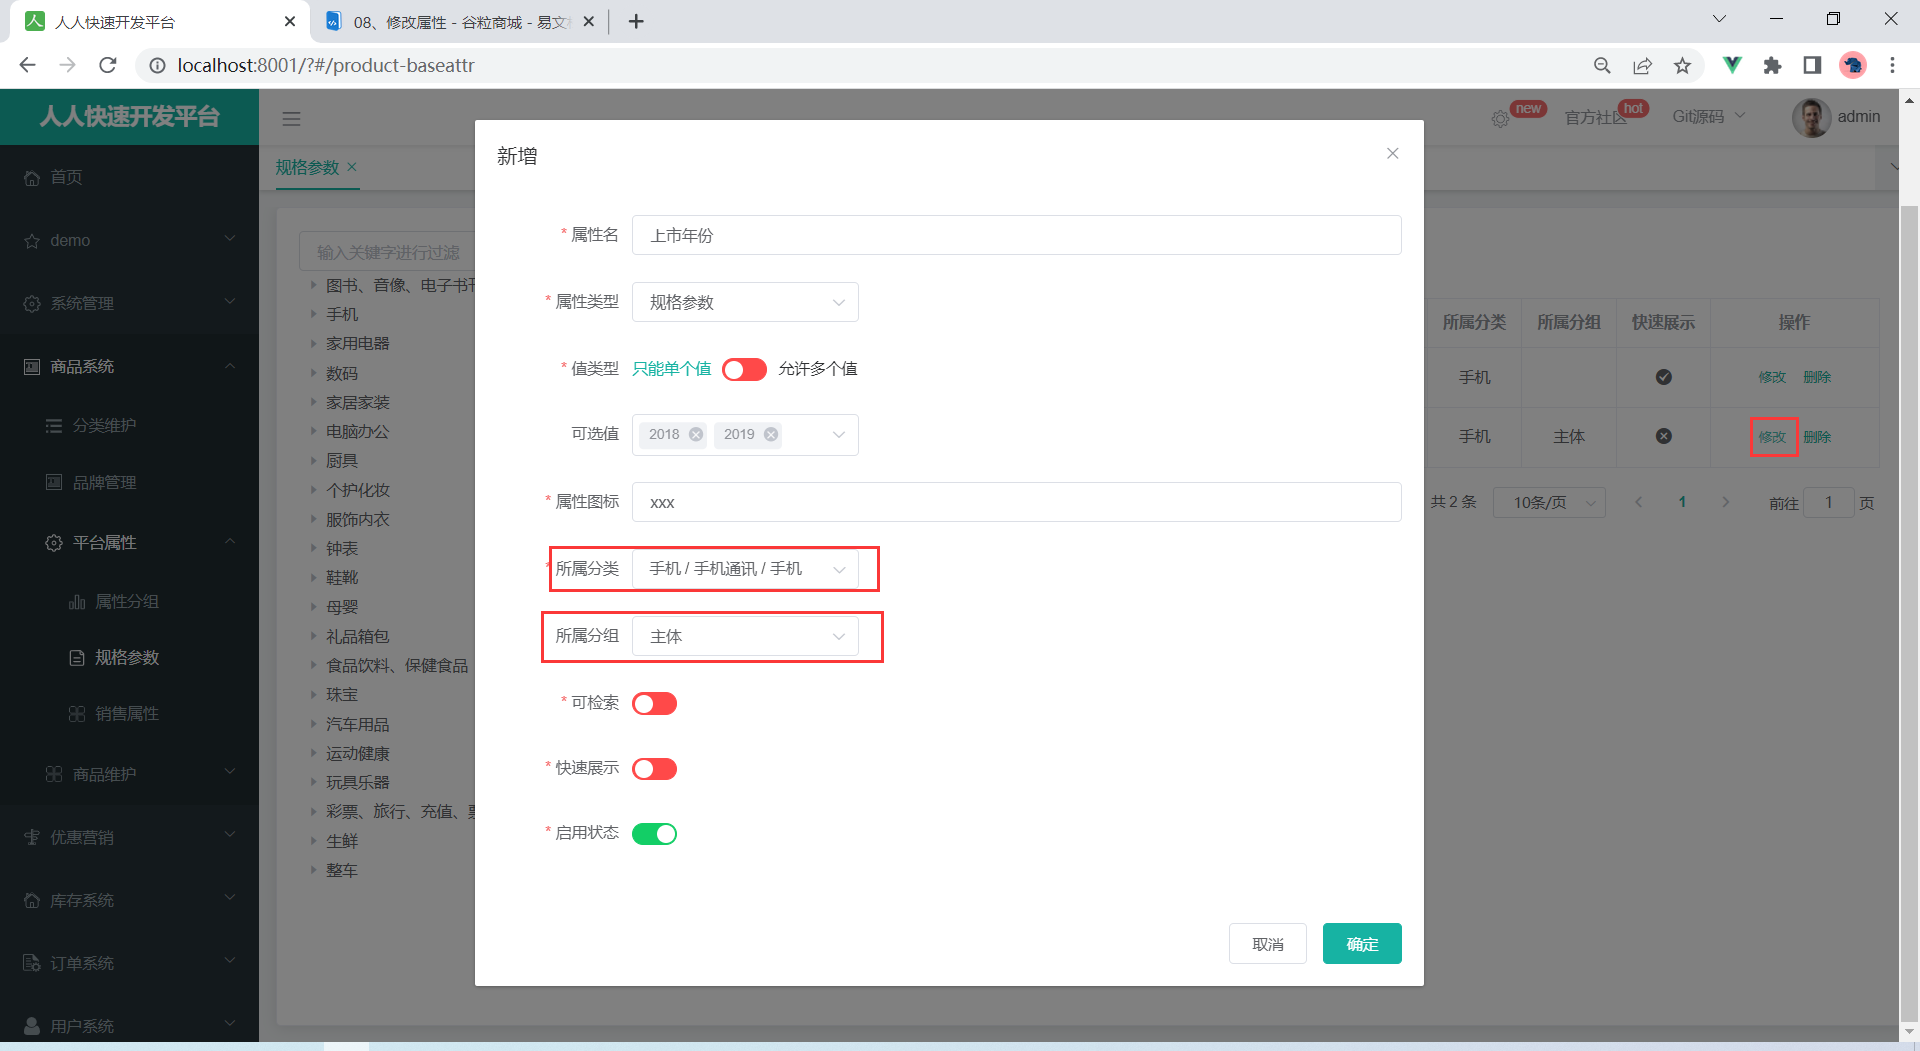 人人快速开发平台
08、修改属性 - 谷粒商城 - 易文
localhost:8001/?#/product-baseattr
人人快速开发平台
new
官方社区
hot
Git源码
admin
首页
demo
系统管理
商品系统
分类维护
品牌管理
平台属性
属性分组
规格参数
销售属性
商品维护
优惠营销
库存系统
订单系统
用户系统
规格参数
输入关键字进行过滤
图书、音像、电子书刊
手机
家用电器
数码
家居家装
电脑办公
厨具
个护化妆
服饰内衣
钟表
鞋靴
母婴
礼品箱包
食品饮料、保健食品
珠宝
汽车用品
运动健康
玩具乐器
彩票、旅行、充值、票
生鲜
整车
新增
* 属性名 上市年份
* 属性类型 规格参数
* 值类型 只能单个值 允许多个值
可选值 2018 2019
* 属性图标 xxx
* 所属分类 手机 / 手机通讯 / 手机
所属分组 主体
* 可检索
* 快速展示
* 启用状态
取消 确定
所属分类 所属分组 快速展示 操作
手机 修改 删除
手机 主体 修改 删除
共 2 条 10条/页 1 前往 1 页